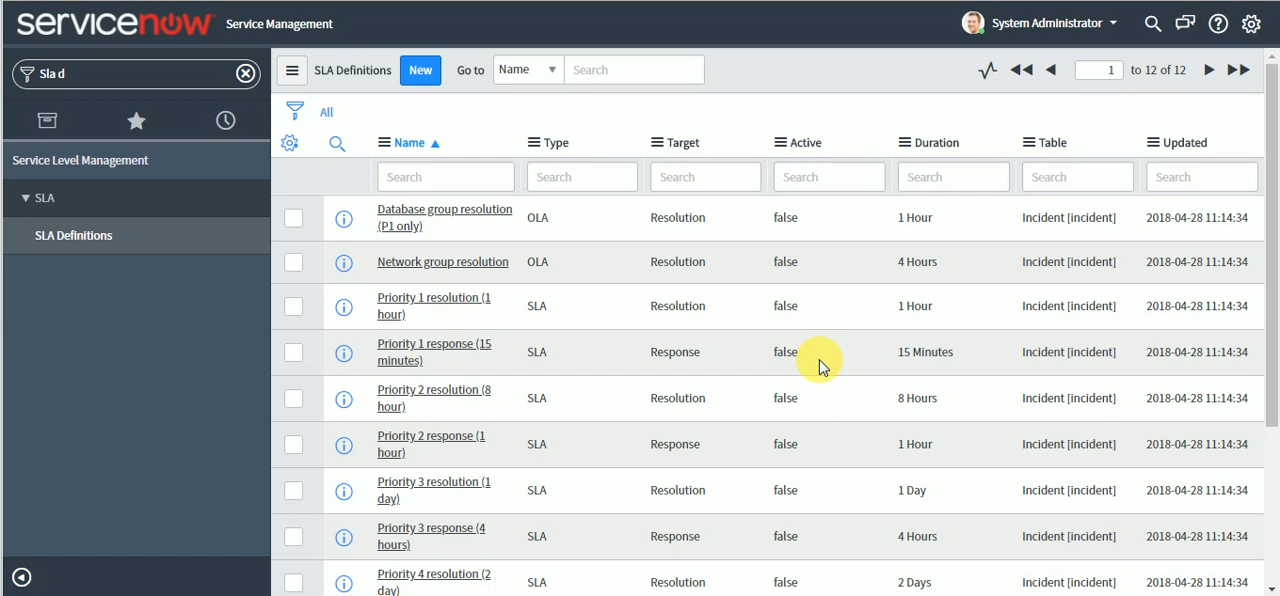 servicenow Service Management System Administrator
Sla d
SLA Definitions New Go to Name Search 1 to 12 of 12
All
Service Level Management
SLA
SLA Definitions
Name Type Target Active Duration Table Updated
Search Search Search Search Search Search Search
Database group resolution
(P1 only) OLA Resolution false 1 Hour Incident [incident] 2018-04-28 11:14:34
Network group resolution OLA Resolution false 4 Hours Incident [incident] 2018-04-28 11:14:34
Priority 1 resolution (1
hour) SLA Resolution false 1 Hour Incident [incident] 2018-04-28 11:14:34
Priority 1 response (15
minutes) SLA Response false 15 Minutes Incident [incident] 2018-04-28 11:14:34
Priority 2 resolution (8
hour) SLA Resolution false 8 Hours Incident [incident] 2018-04-28 11:14:34
Priority 2 response (1
hour) SLA Response false 1 Hour Incident [incident] 2018-04-28 11:14:34
Priority 3 resolution (1
day) SLA Resolution false 1 Day Incident [incident] 2018-04-28 11:14:34
Priority 3 response (4
hours) SLA Response false 4 Hours Incident [incident] 2018-04-28 11:14:34
Priority 4 resolution (2
day) SLA Resolution false 2 Days Incident [incident] 2018-04-28 11:14:34